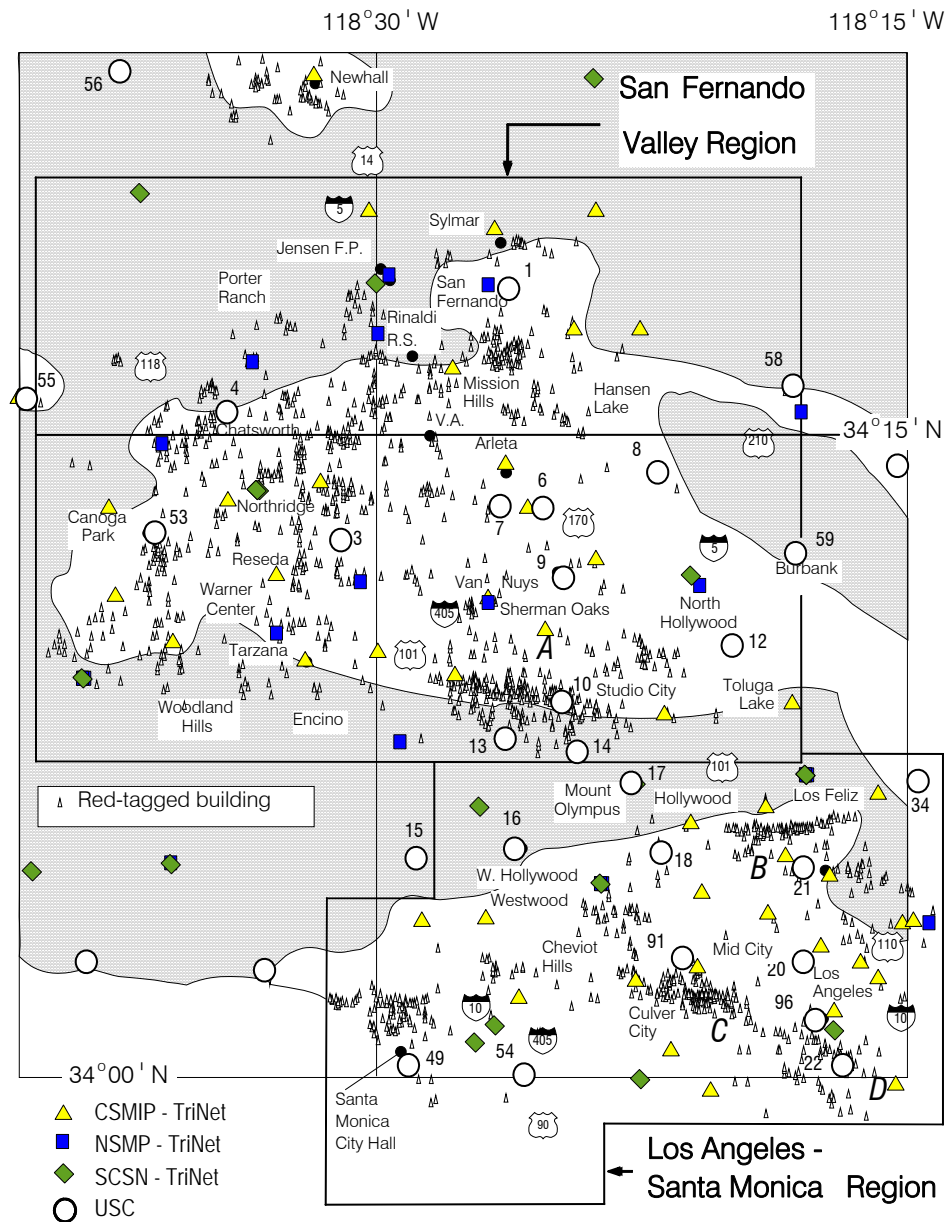 118°30' W
118°15' W
56
Newhall
San Fernando
Valley Region
14
5
Sylmar
Jensen F.P.
Porter
Ranch
San
Fernando
1
Rinaldi
R.S.
118
55
4
Mission
Hills
Hansen
Lake
58
Chatsworth
V.A.
34°15' N
Arleta
8
210
6
Northridge
Canoga
Park
53
7
170
3
5
59
Reseda
9
Burbank
Warner
Center
Van Nuys
405
Sherman Oaks
North
Hollywood
Tarzana
101
A
12
10
Studio City
Toluga
Lake
Woodland
Hills
Encino
13
14
101
17
Mount
Olympus
Hollywood
Los Feliz
34
Red-tagged building
15
16
18
B
21
W. Hollywood
Westwood
91
Mid City
110
Cheviot
Hills
20
Los
Angeles
10
Culver
City
96
10
C
405
49
54
22
34°00' N
D
Santa
Monica
City Hall
90
CSMIP - TriNet
NSMP - TriNet
SCSN - TriNet
USC
Los Angeles -
Santa Monica Region